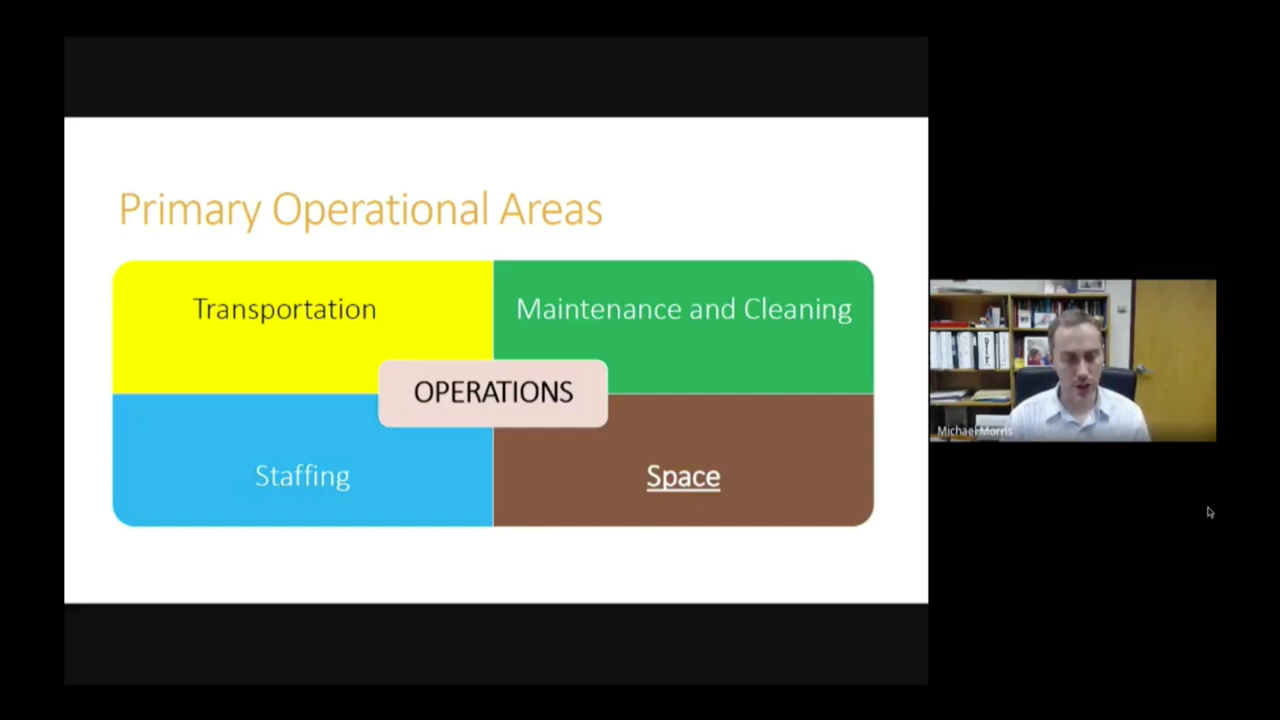 Primary Operational Areas
Transportation
Maintenance and Cleaning
OPERATIONS
Staffing
Space
Michael Morris